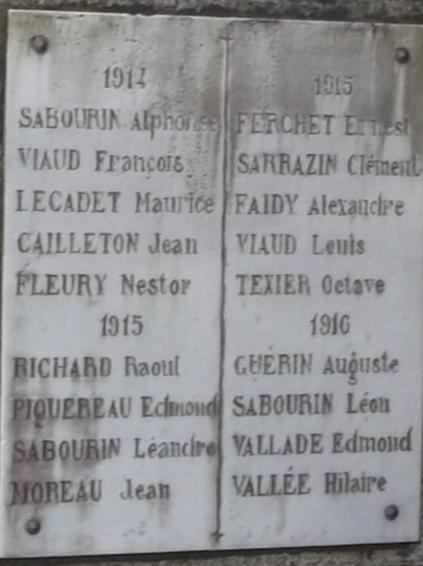 1914
SABOURIN Alphonse
VIAUD François
LECADET Maurice
CAILLETON Jean
FLEURY Nestor
1915
RICHARD Raoul
PIQUEREAU Edmond
SABOURIN Léandre
MOREAU Jean
1915
FERCHET Ernest
SARRAZIN Clément
FAIDY Alexandre
VIAUD Louis
TEXIER Octave
1916
GUÉRIN Auguste
SABOURIN Léon
VALLADE Edmond
VALLÉE Hilaire